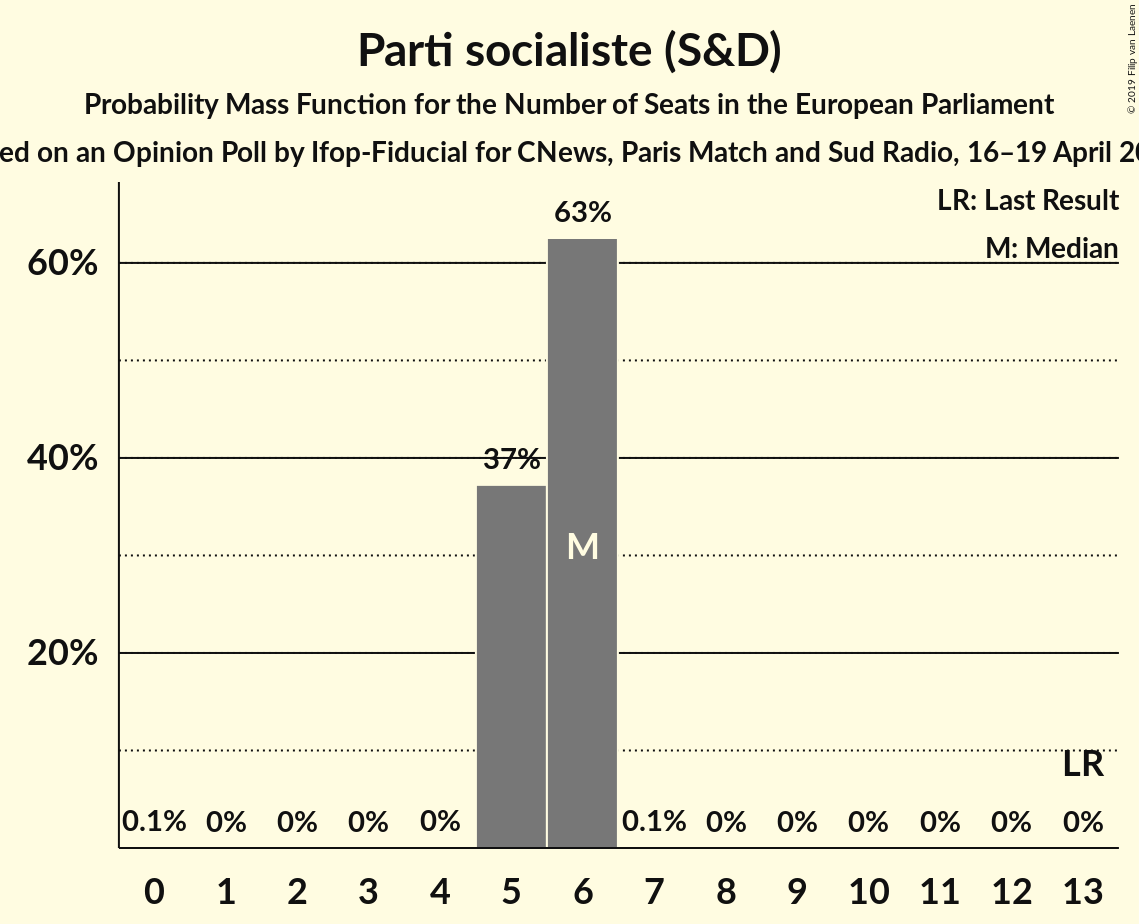 Parti socialiste (S&D)
Probability Mass Function for the Number of Seats in the European Parliament
ed on an Opinion Poll by Ifop-Fiducial for CNews, Paris Match and Sud Radio, 16–19 April 20
© 2019 Filip van Laenen
LR: Last Result
M: Median
63%
60%
40%
37%
M
20%
LR
0.1% 0% 0% 0% 0% 0.1% 0% 0% 0% 0% 0% 0%
0 1 2 3 4 5 6 7 8 9 10 11 12 13